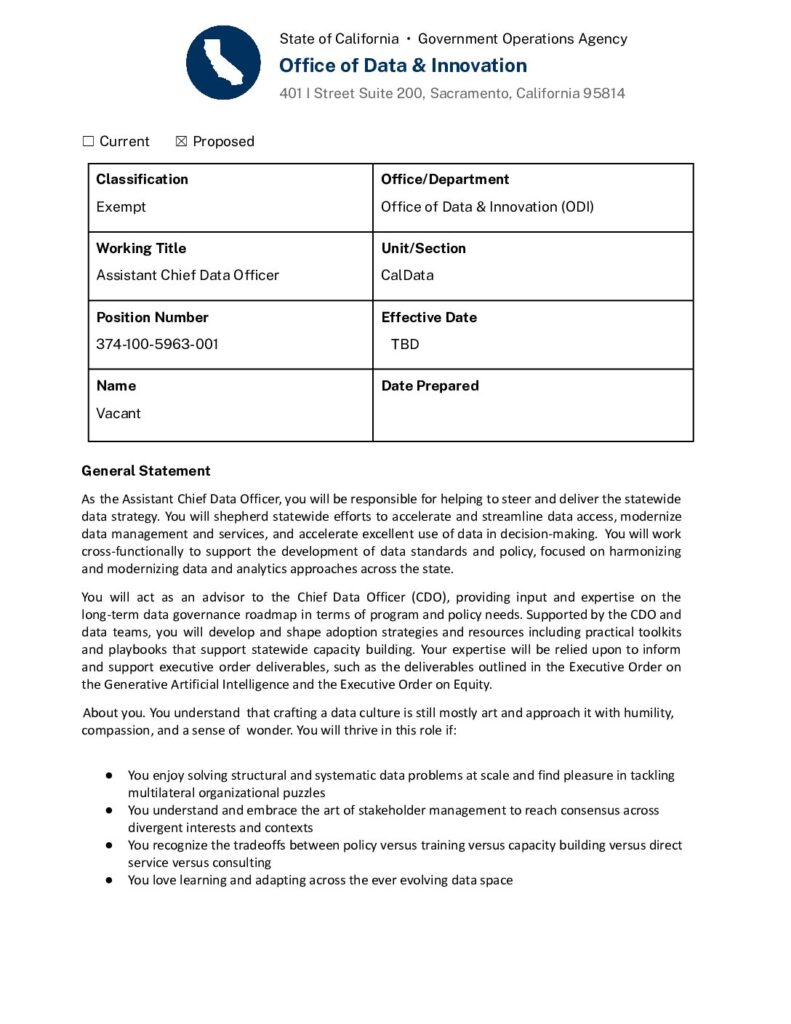 State of California • Government Operations Agency
Office of Data & Innovation
401 I Street Suite 200, Sacramento, California 95814
☐ Current ☒ Proposed
Classification
Exempt
Office/Department
Office of Data & Innovation (ODI)
Working Title
Assistant Chief Data Officer
Unit/Section
CalData
Position Number
374-100-5963-001
Effective Date
TBD
Name
Vacant
Date Prepared
General Statement
As the Assistant Chief Data Officer, you will be responsible for helping to steer and deliver the statewide
data strategy. You will shepherd statewide efforts to accelerate and streamline data access, modernize
data management and services, and accelerate excellent use of data in decision-making. You will work
cross-functionally to support the development of data standards and policy, focused on harmonizing
and modernizing data and analytics approaches across the state.
You will act as an advisor to the Chief Data Officer (CDO), providing input and expertise on the
long-term data governance roadmap in terms of program and policy needs. Supported by the CDO and
data teams, you will develop and shape adoption strategies and resources including practical toolkits
and playbooks that support statewide capacity building. Your expertise will be relied upon to inform
and support executive order deliverables, such as the deliverables outlined in the Executive Order on
the Generative Artificial Intelligence and the Executive Order on Equity.
About you. You understand that crafting a data culture is still mostly art and approach it with humility,
compassion, and a sense of wonder. You will thrive in this role if:
● You enjoy solving structural and systematic data problems at scale and find pleasure in tackling
multilateral organizational puzzles
● You understand and embrace the art of stakeholder management to reach consensus across
divergent interests and contexts
● You recognize the tradeoffs between policy versus training versus capacity building versus direct
service versus consulting
● You love learning and adapting across the ever evolving data space